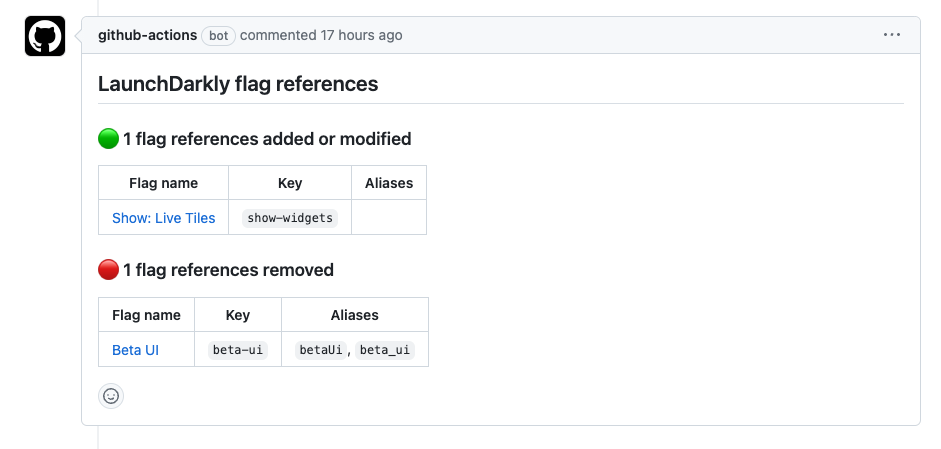 github-actions bot commented 17 hours ago
LaunchDarkly flag references
1 flag references added or modified
Flag name Key Aliases
Show: Live Tiles show-widgets
1 flag references removed
Flag name Key Aliases
Beta UI beta-ui betaUi , beta_ui